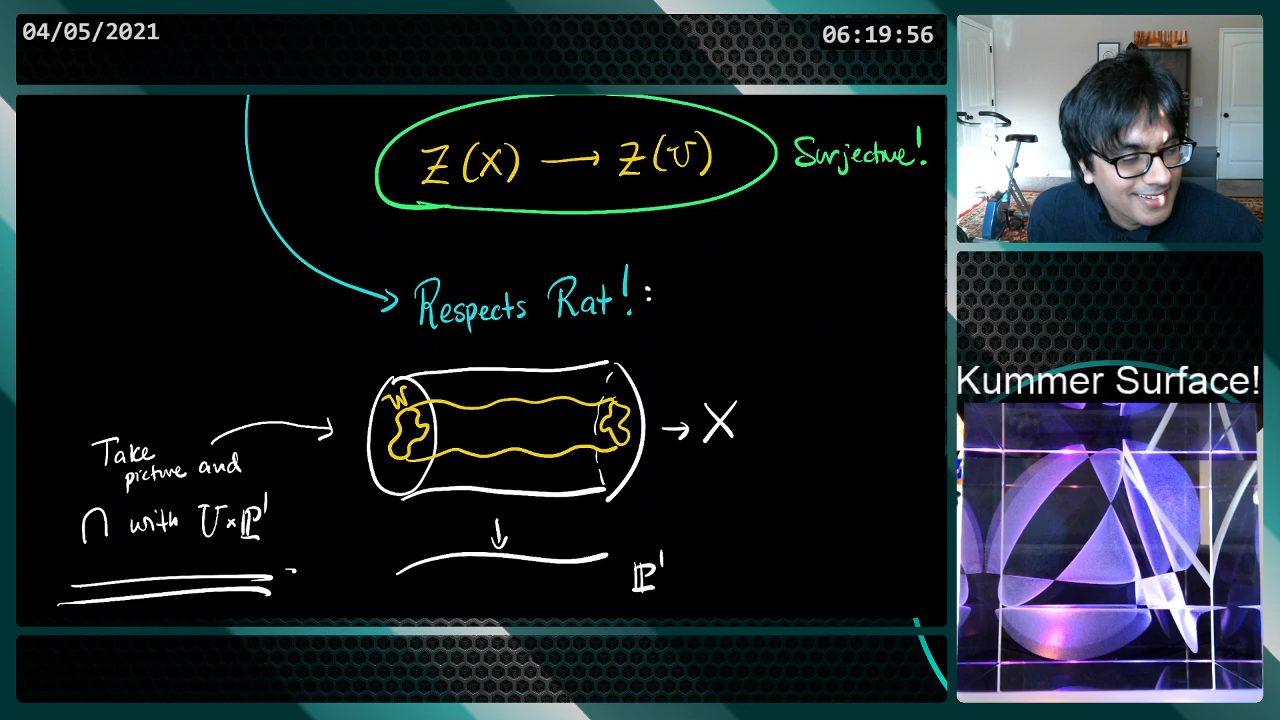 04/05/2021
06:19:56
Z(X) → Z(U)
Surjective!
Respects Rat! :
W
→ X
Take
picture and
∩ with U×ℙ¹
ℙ¹
Kummer Surface!